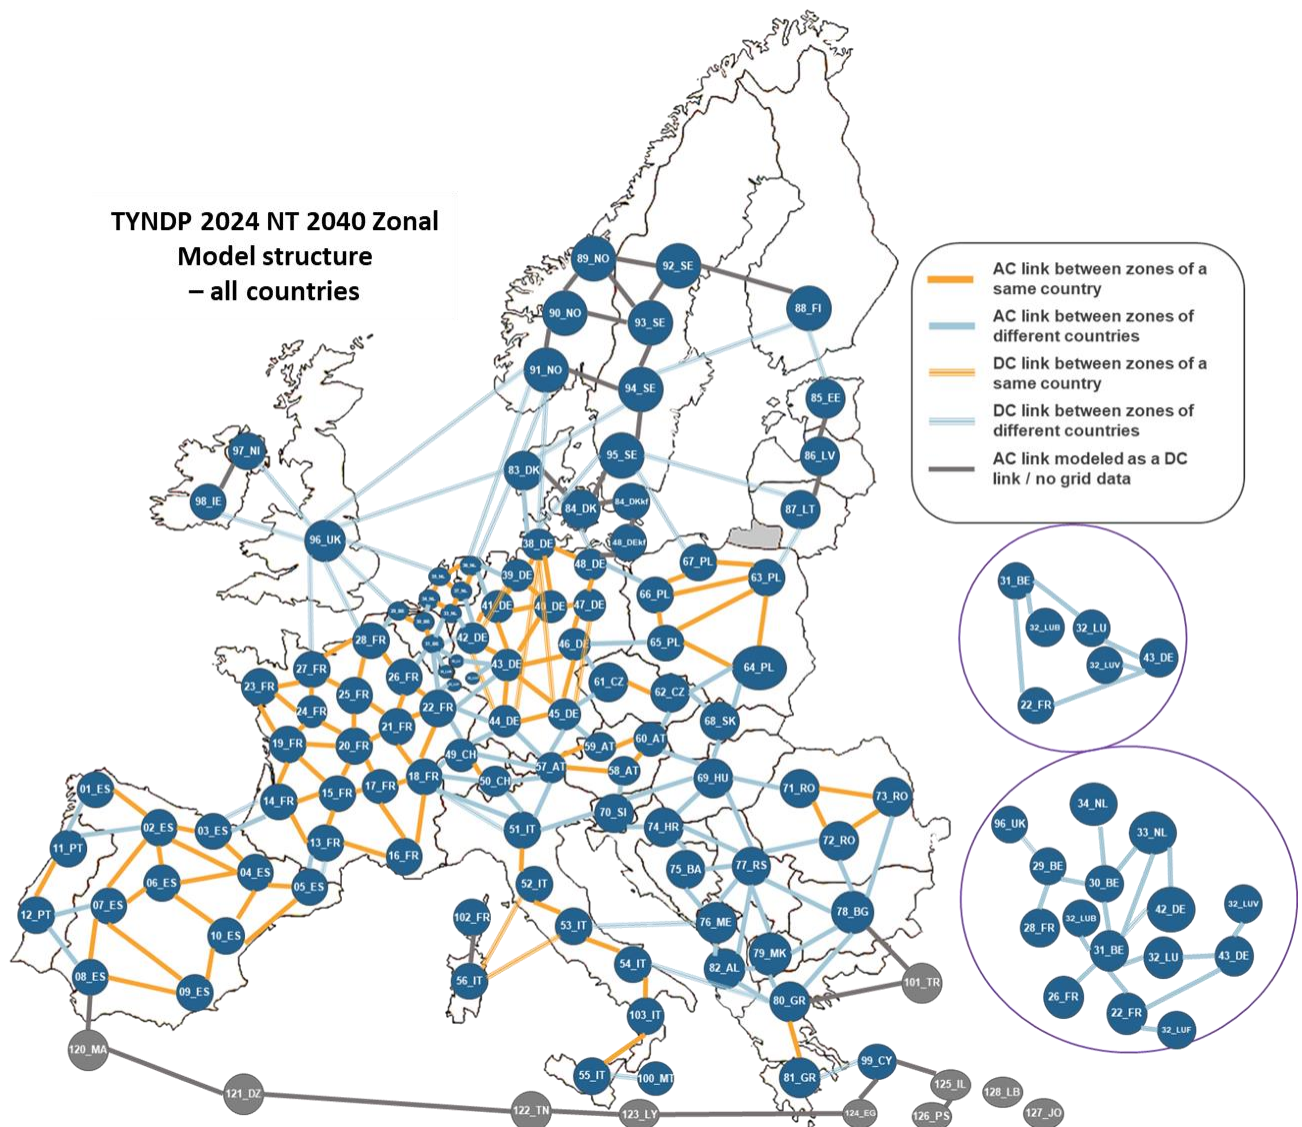 TYNDP 2024 NT 2040 Zonal
Model structure
– all countries
AC link between zones of a
same country
AC link between zones of
different countries
DC link between zones of a
same country
DC link between zones of
different countries
AC link modeled as a DC
link / no grid data
89_NO
92_SE
90_NO
93_SE
88_FI
91_NO
94_SE
85_EE
97_NI
95_SE
86_LV
83_DK
98_IE
84_DK
84_DKkf
87_LT
96_UK
38_DE
48_DEkf
39_DE
48_DE
67_PL
63_PL
66_PL
41_DE
40_DE
47_DE
28_FR
42_DE
46_DE
65_PL
27_FR
26_FR
43_DE
64_PL
23_FR
25_FR
61_CZ
62_CZ
24_FR
22_FR
44_DE
45_DE
68_SK
21_FR
19_FR
20_FR
49_CH
59_AT
60_AT
57_AT
58_AT
18_FR
50_CH
69_HU
01_ES
17_FR
15_FR
14_FR
71_RO
73_RO
70_SI
02_ES
03_ES
51_IT
74_HR
11_PT
13_FR
72_RO
16_FR
04_ES
75_BA
77_RS
06_ES
05_ES
52_IT
07_ES
12_PT
102_FR
53_IT
76_ME
78_BG
10_ES
79_MK
54_IT
82_AL
08_ES
56_IT
09_ES
80_GR
101_TR
103_IT
120_MA
99_CY
55_IT
100_MT
81_GR
125_IL
128_LB
121_DZ
122_TN
123_LY
124_EG
126_PS
127_JO
31_BE
32_LUB
32_LU
32_LUV
43_DE
22_FR
34_NL
96_UK
33_NL
29_BE
30_BE
42_DE
32_LUV
32_LUB
28_FR
31_BE
32_LU
43_DE
26_FR
22_FR
32_LUF